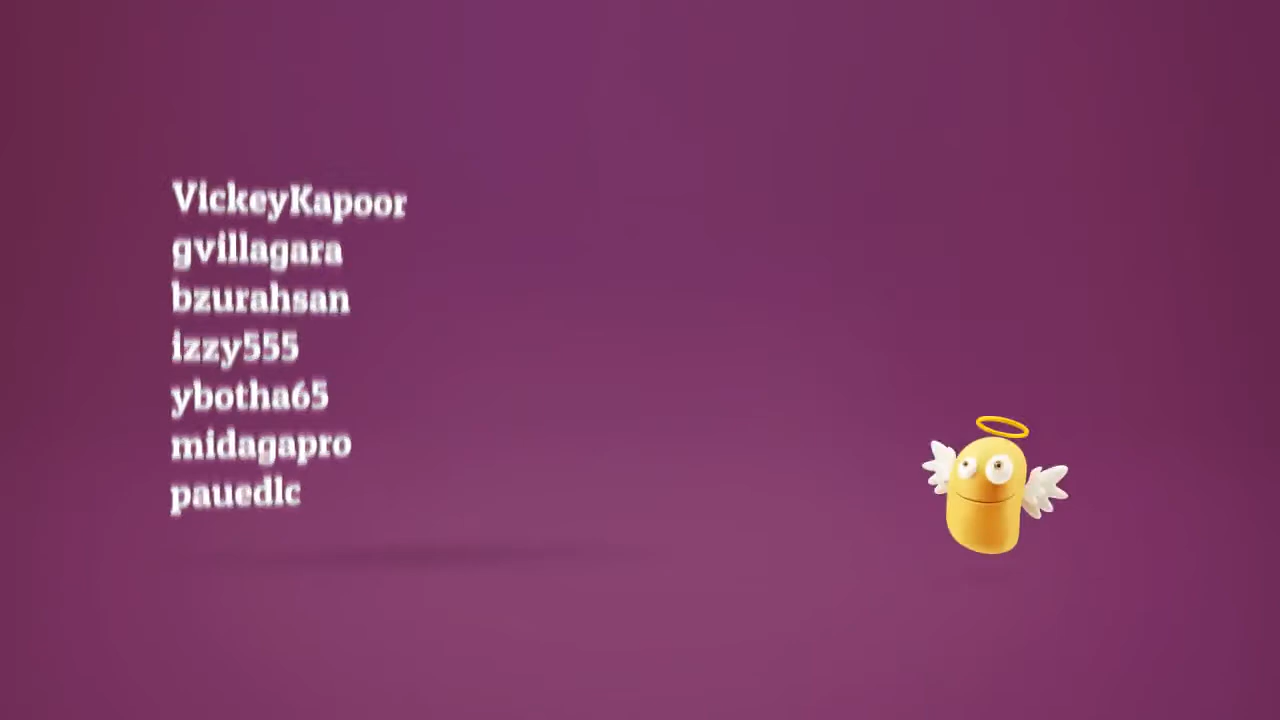 VickeyKapoor
gvillagara
bzurahsan
izzy555
ybotha65
midagapro
pauedlc